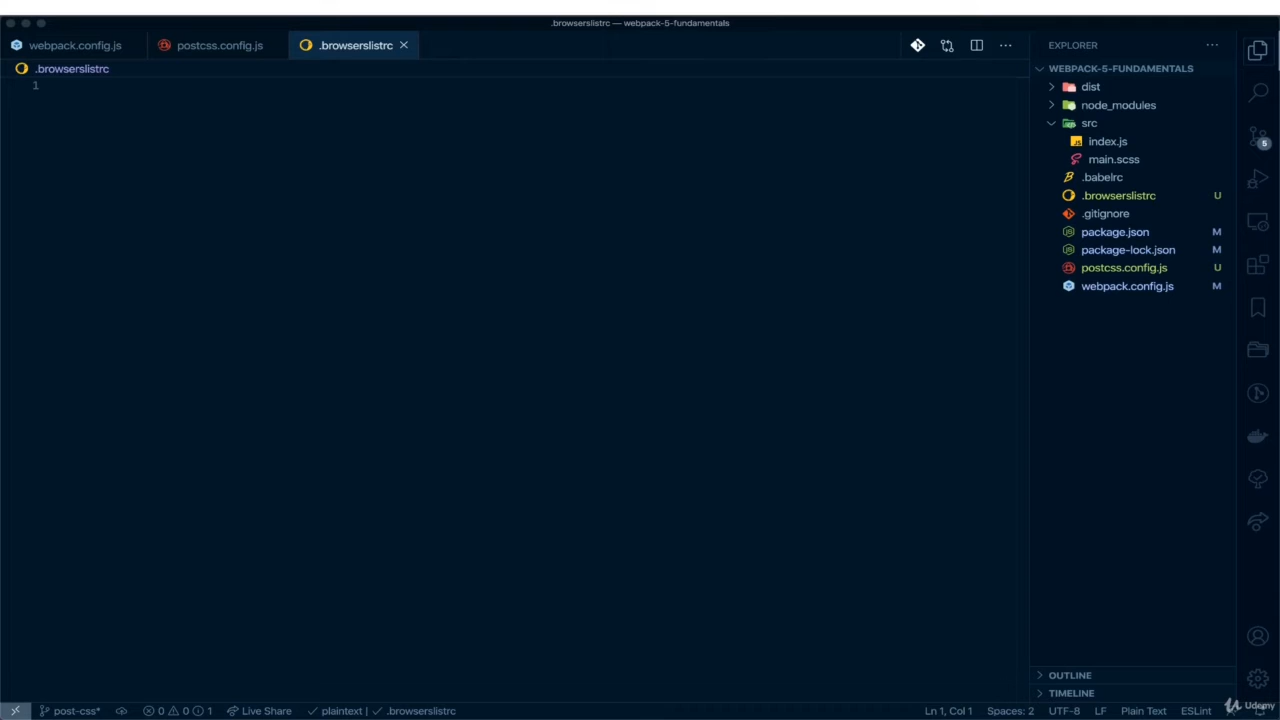 .browserslistrc — webpack-5-fundamentals
webpack.config.js
postcss.config.js
.browserslistrc
.browserslistrc
1
EXPLORER
WEBPACK-5-FUNDAMENTALS
dist
node_modules
src
index.js
main.scss
.babelrc
.browserslistrc U
.gitignore
package.json M
package-lock.json M
postcss.config.js U
webpack.config.js M
5
OUTLINE
TIMELINE
post-css* 0 0 1 Live Share plaintext | .browserslistrc Ln 1, Col 1 Spaces: 2 UTF-8 LF Plain Text ESLint
Udemy